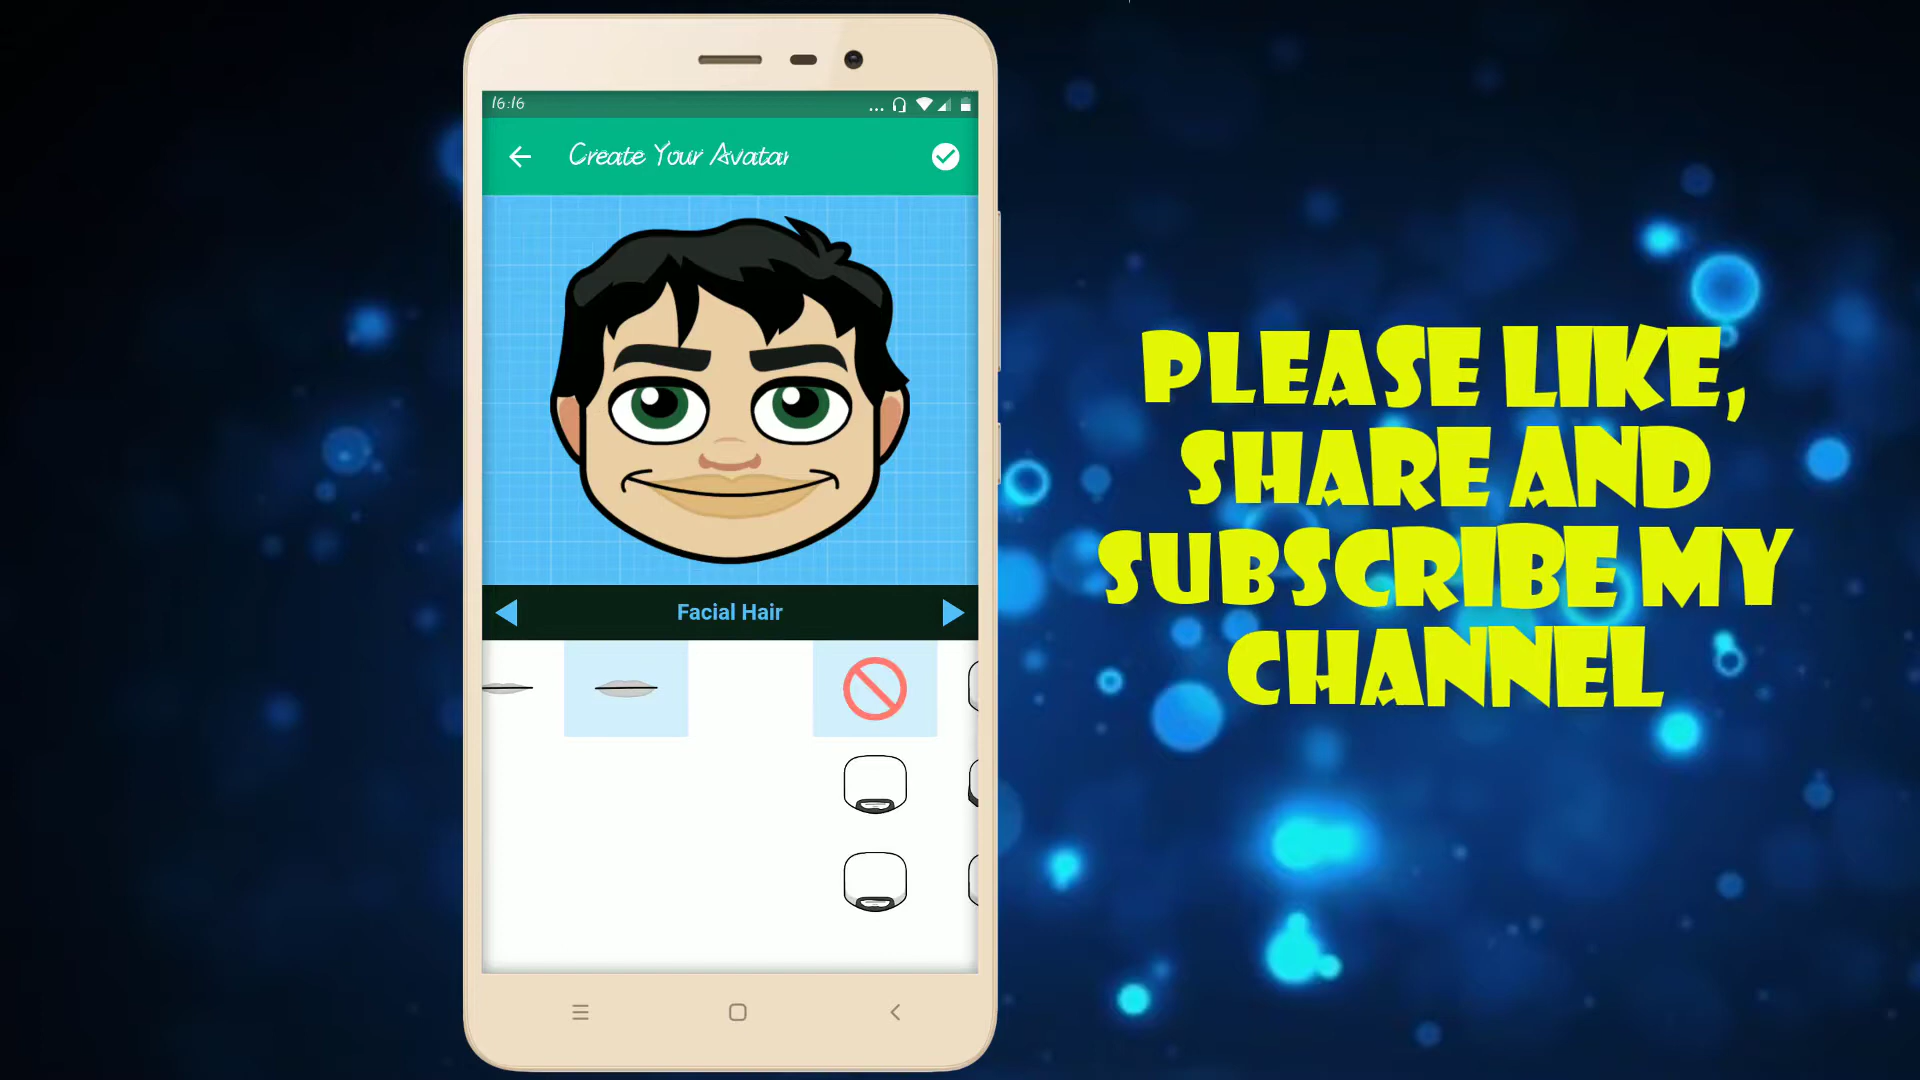 16:16
Create Your Avatar
Facial Hair
PLEASE LIKE,
SHARE AND
SUBSCRIBE MY
CHANNEL